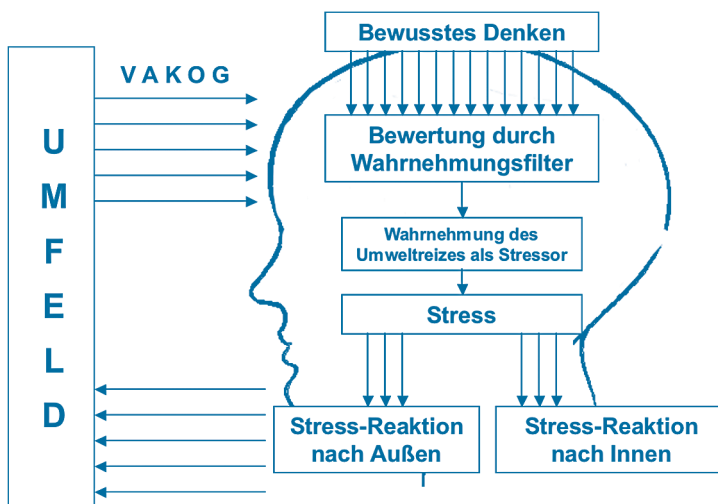 Bewusstes Denken
V A K O G
U
M
F
E
L
D
Bewertung durch
Wahrnehmungsfilter
Wahrnehmung des
Umweltreizes als Stressor
Stress
Stress-Reaktion
nach Außen
Stress-Reaktion
nach Innen